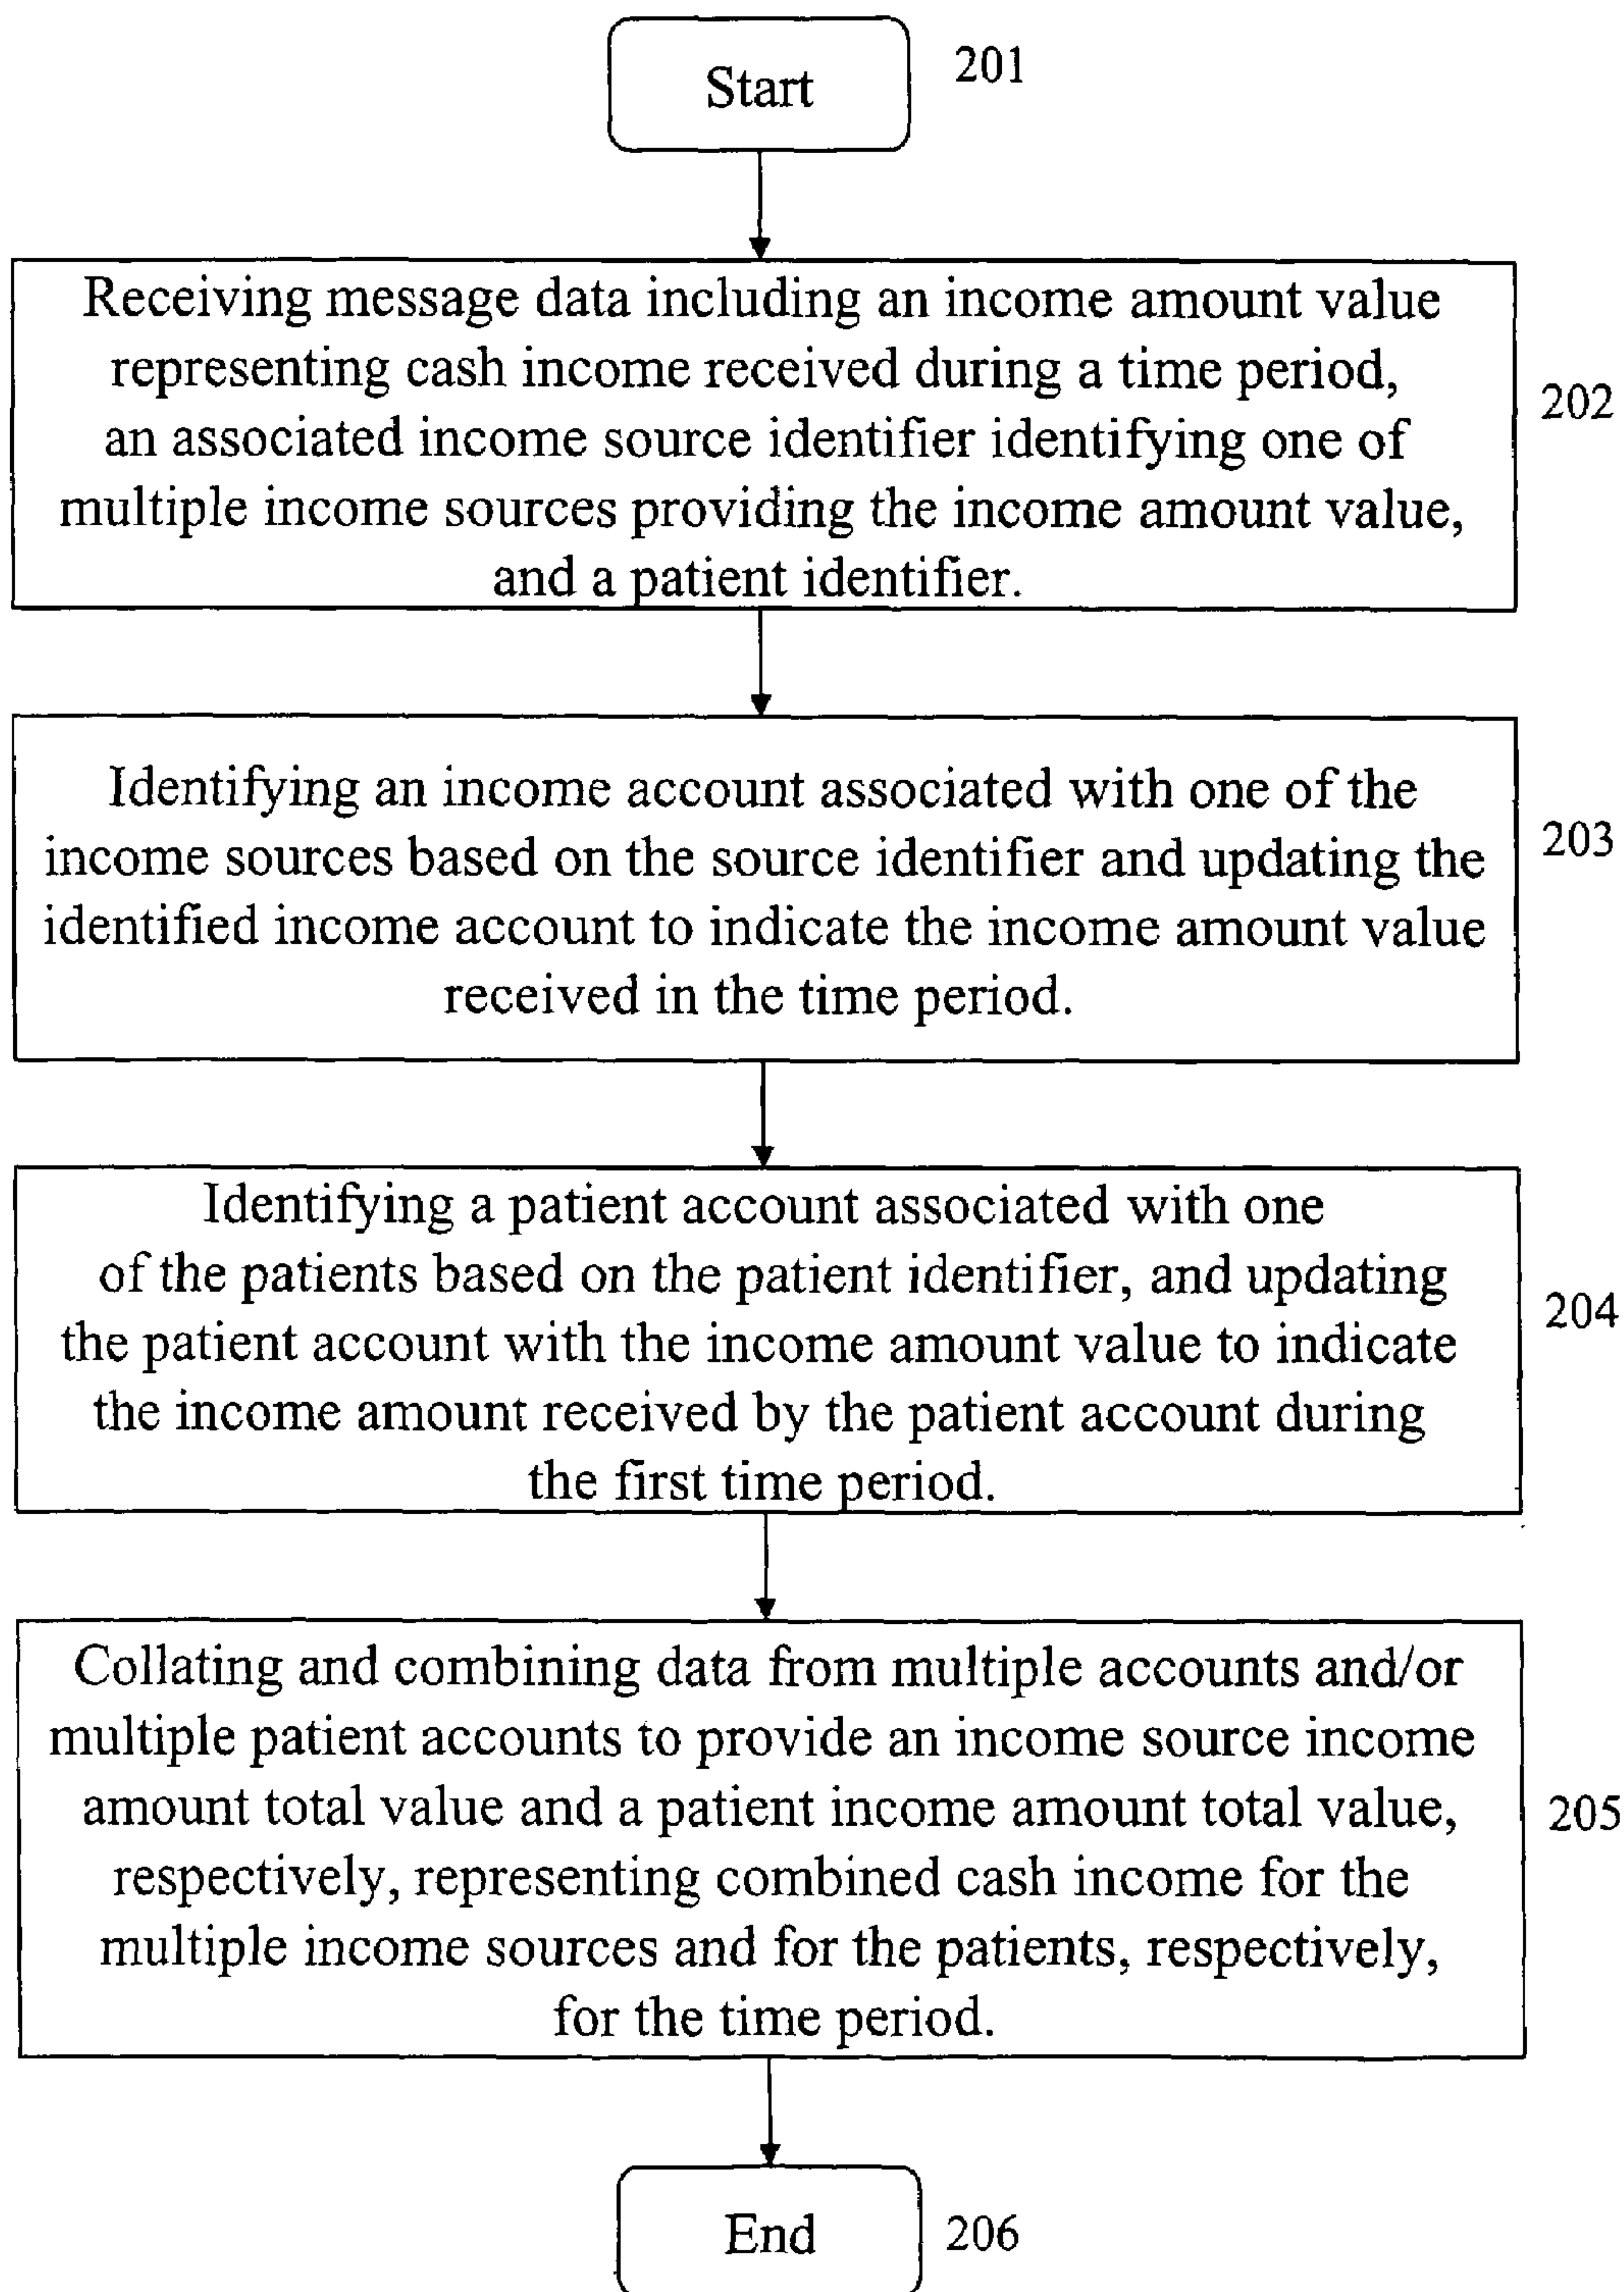 Start
201
Receiving message data including an income amount value
representing cash income received during a time period,
an associated income source identifier identifying one of
multiple income sources providing the income amount value,
and a patient identifier.
202
Identifying an income account associated with one of the
income sources based on the source identifier and updating the
identified income account to indicate the income amount value
received in the time period.
203
Identifying a patient account associated with one
of the patients based on the patient identifier, and updating
the patient account with the income amount value to indicate
the income amount received by the patient account during
the first time period.
204
Collating and combining data from multiple accounts and/or
multiple patient accounts to provide an income source income
amount total value and a patient income amount total value,
respectively, representing combined cash income for the
multiple income sources and for the patients, respectively,
for the time period.
205
End
206